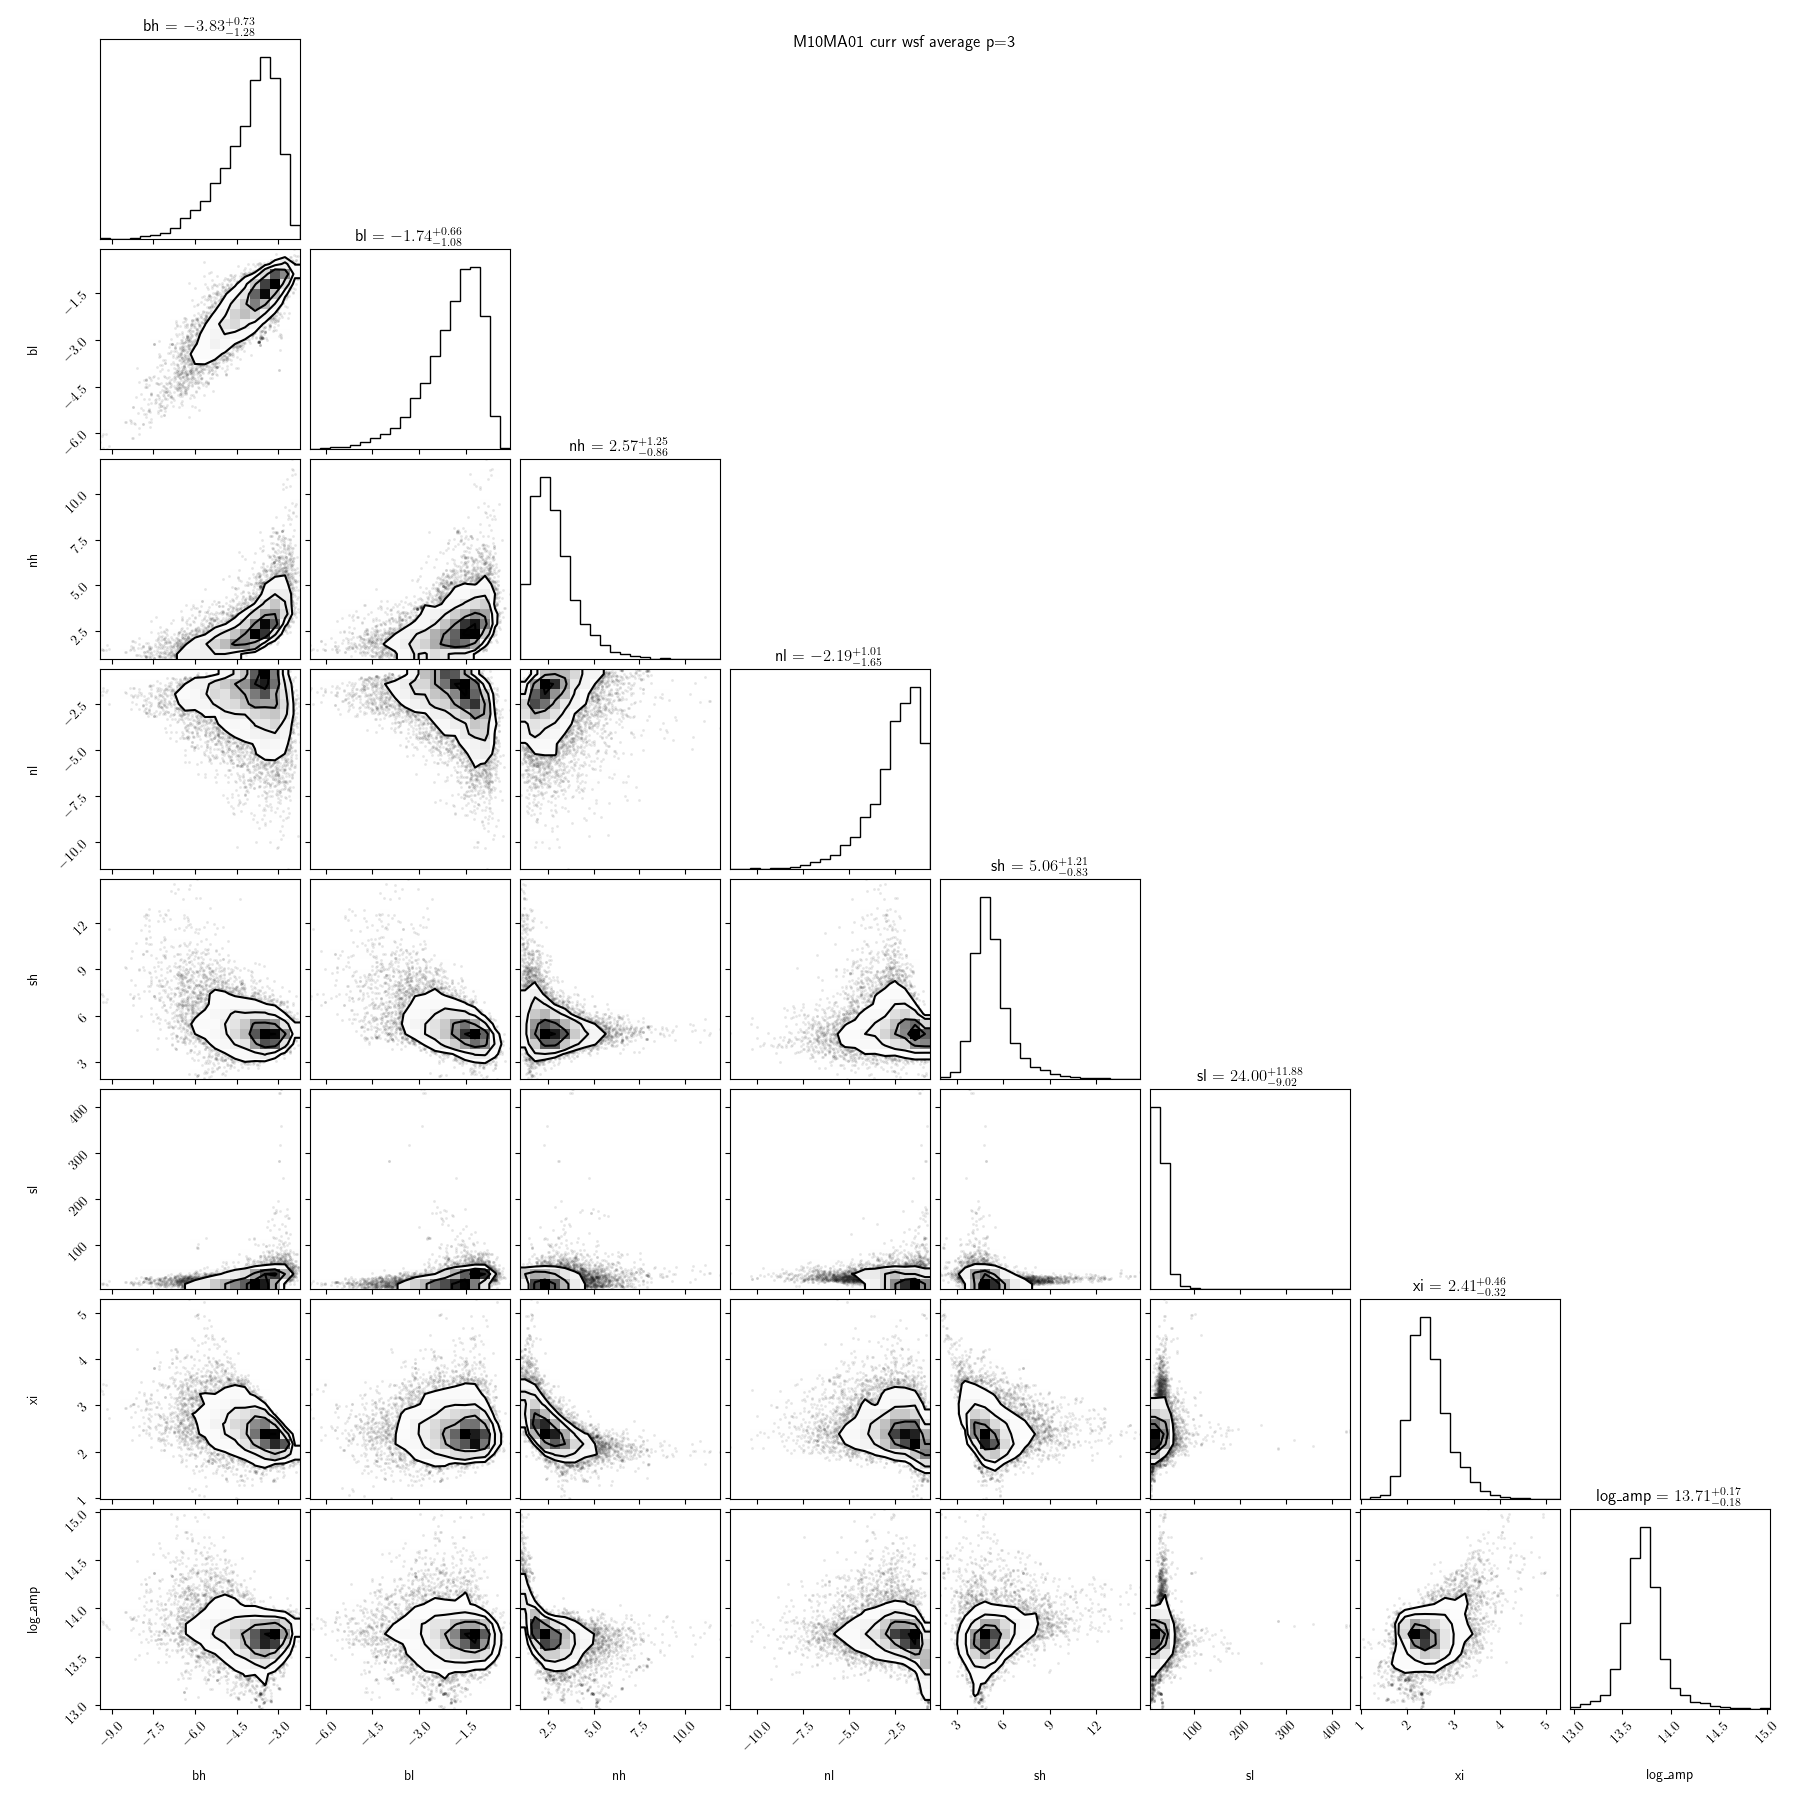 M10MA01 curr wsf average p=3
bh = −3.83+0.73−1.28
bl = −1.74+0.66−1.08
bl
−1.5
−3.0
−4.5
−6.0
nh = 2.57+1.25−0.86
nh
10.0
7.5
5.0
2.5
nl = −2.19+1.01−1.65
nl
−2.5
−5.0
−7.5
−10.0
sh = 5.06+1.21−0.83
sh
12
9
6
3
sl = 24.00+11.88−9.02
sl
400
300
200
100
xi = 2.41+0.46−0.32
xi
5
4
3
2
1
log_amp = 13.71+0.17−0.18
log_amp
15.0
14.5
14.0
13.5
13.0
−9.0 −7.5 −6.0 −4.5 −3.0 −6.0 −4.5 −3.0 −1.5 2.5 5.0 7.5 10.0 −10.0 −7.5 −5.0 −2.5 3 6 9 12 100 200 300 400 1 2 3 4 5 13.0 13.5 14.0 14.5 15.0
bh bl nh nl sh sl xi log_amp